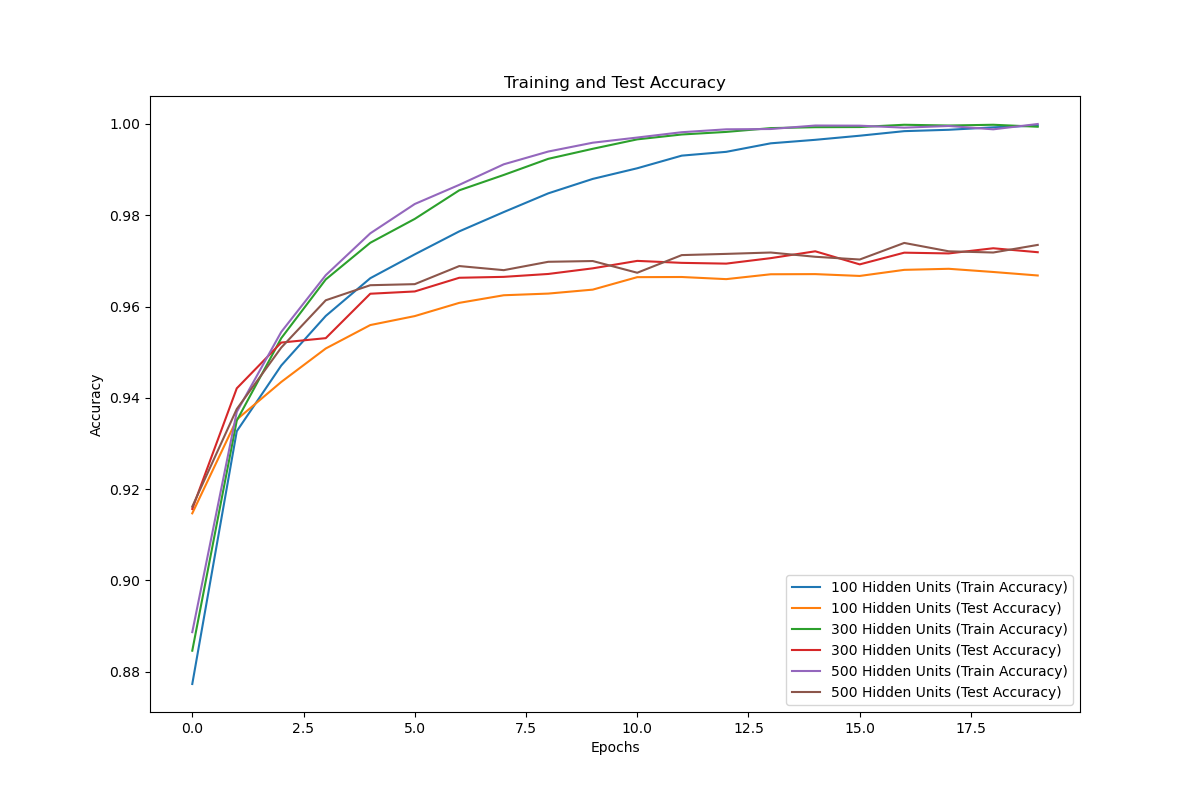 Training and Test Accuracy
Accuracy
1.00
0.98
0.96
0.94
0.92
0.90
0.88
0.0
2.5
5.0
7.5
10.0
12.5
15.0
17.5
Epochs
100 Hidden Units (Train Accuracy)
100 Hidden Units (Test Accuracy)
300 Hidden Units (Train Accuracy)
300 Hidden Units (Test Accuracy)
500 Hidden Units (Train Accuracy)
500 Hidden Units (Test Accuracy)